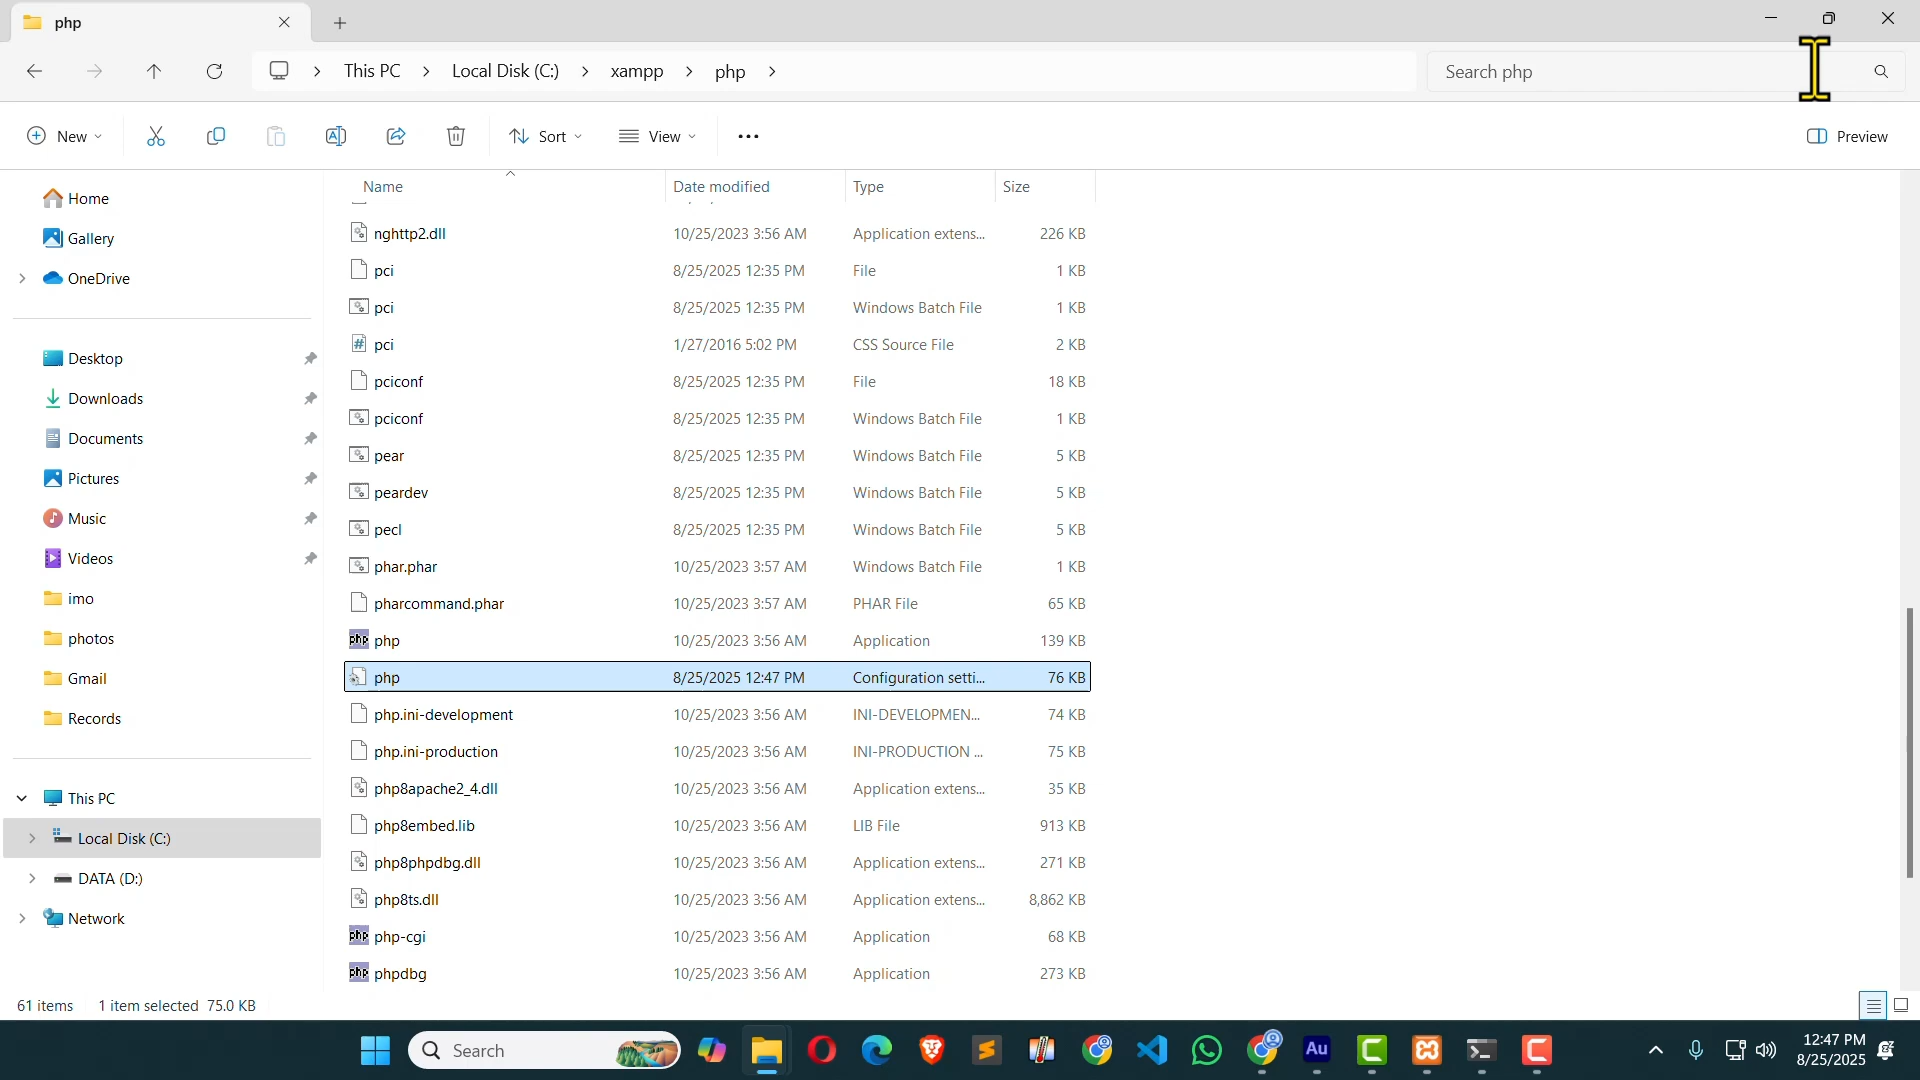 php
This PC
Local Disk (C:)
xampp
php
Search php
New
Sort
View
Preview
Name
Date modified
Type
Size
Home
Gallery
OneDrive
Desktop
Downloads
Documents
Pictures
Music
Videos
imo
photos
Gmail
Records
This PC
Local Disk (C:)
DATA (D:)
Network
nghttp2.dll 10/25/2023 3:56 AM Application extens... 226 KB
pci 8/25/2025 12:35 PM File 1 KB
pci 8/25/2025 12:35 PM Windows Batch File 1 KB
pci 1/27/2016 5:02 PM CSS Source File 2 KB
pciconf 8/25/2025 12:35 PM File 18 KB
pciconf 8/25/2025 12:35 PM Windows Batch File 1 KB
pear 8/25/2025 12:35 PM Windows Batch File 5 KB
peardev 8/25/2025 12:35 PM Windows Batch File 5 KB
pecl 8/25/2025 12:35 PM Windows Batch File 5 KB
phar.phar 10/25/2023 3:57 AM Windows Batch File 1 KB
pharcommand.phar 10/25/2023 3:57 AM PHAR File 65 KB
php php 10/25/2023 3:56 AM Application 139 KB
php 8/25/2025 12:47 PM Configuration setti... 76 KB
php.ini-development 10/25/2023 3:56 AM INI-DEVELOPMEN... 74 KB
php.ini-production 10/25/2023 3:56 AM INI-PRODUCTION ... 75 KB
php8apache2_4.dll 10/25/2023 3:56 AM Application extens... 35 KB
php8embed.lib 10/25/2023 3:56 AM LIB File 913 KB
php8phpdbg.dll 10/25/2023 3:56 AM Application extens... 271 KB
php8ts.dll 10/25/2023 3:56 AM Application extens... 8,862 KB
php php-cgi 10/25/2023 3:56 AM Application 68 KB
php phpdbg 10/25/2023 3:56 AM Application 273 KB
61 items 1 item selected 75.0 KB
Search
Au
12:47 PM
8/25/2025